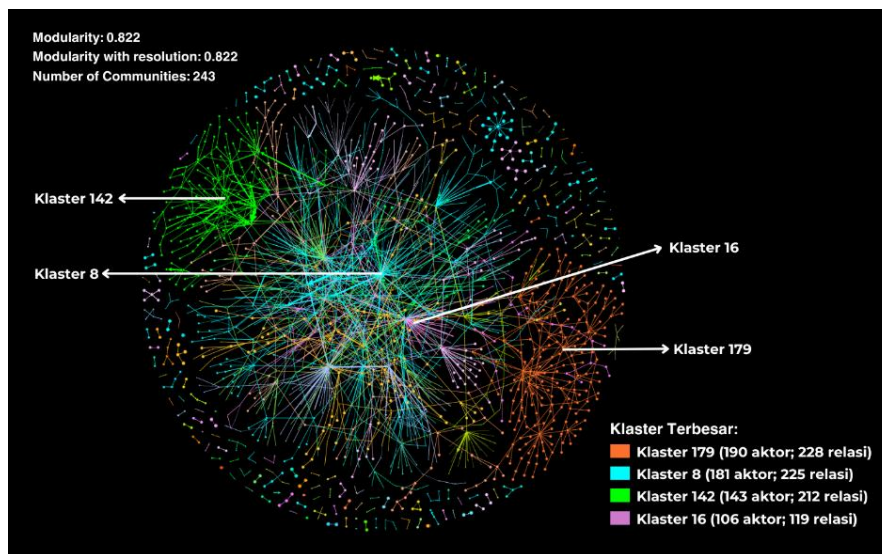 Modularity: 0.822
Modularity with resolution: 0.822
Number of Communities: 243
Klaster 142
Klaster 8
Klaster 16
Klaster 179
Klaster Terbesar:
Klaster 179 (190 aktor; 228 relasi)
Klaster 8 (181 aktor; 225 relasi)
Klaster 142 (143 aktor; 212 relasi)
Klaster 16 (106 aktor; 119 relasi)